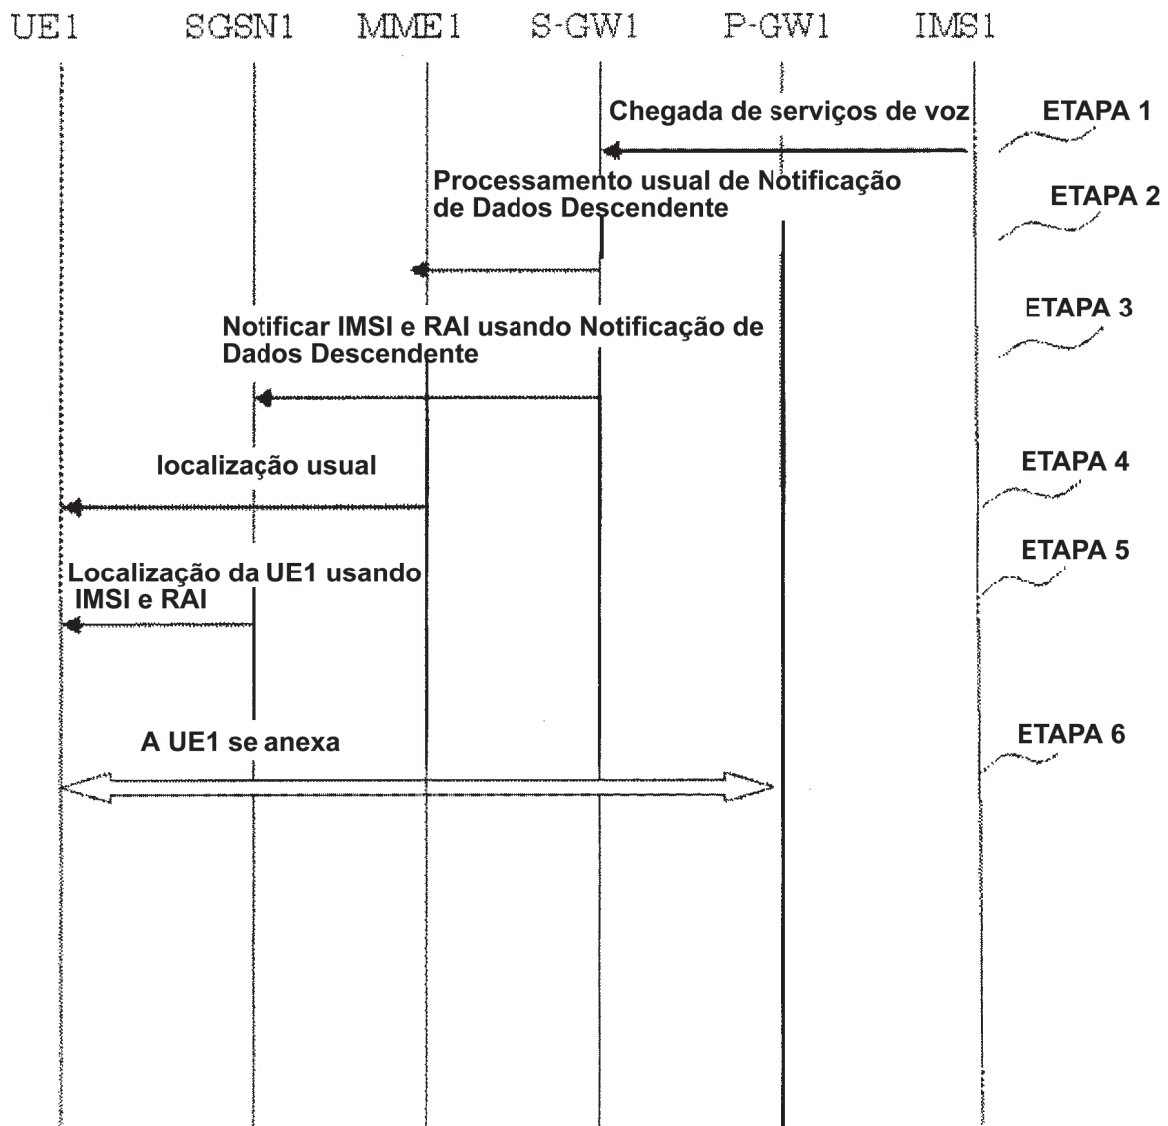 UE1 SGSN1 MME1 S-GW1 P-GW1 IMS1
Chegada de serviços de voz
ETAPA 1
Processamento usual de Notificação
de Dados Descendente
ETAPA 2
Notificar IMSI e RAI usando Notificação de
Dados Descendente
ETAPA 3
localização usual
ETAPA 4
Localização da UE1 usando
IMSI e RAI
ETAPA 5
A UE1 se anexa
ETAPA 6